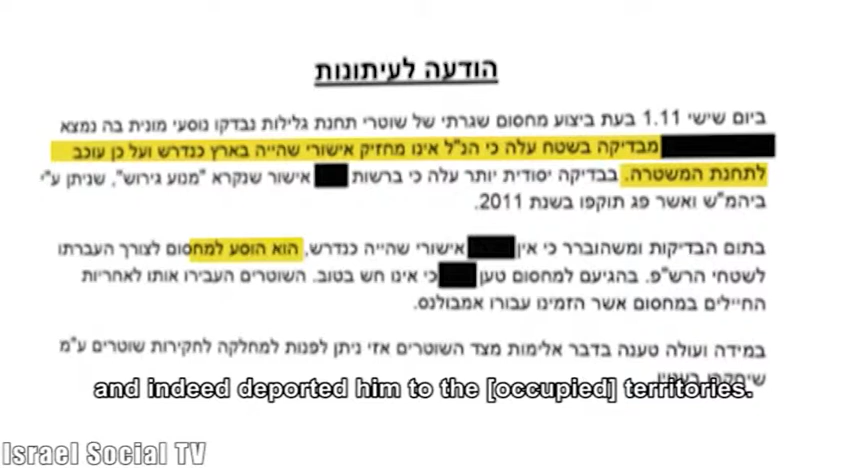 הודעה לעיתונות
ביום שישי 1.11 בעת ביצוע מחסום שגרתי של שוטרי תחנת גלילות נבדקו נוסעי מונית בה נמצא
מבדיקה בשטח עלה כי הנ"ל אינו מחזיק אישורי שהייה בארץ כנדרש ועל כן עוכב
לתחנת המשטרה. בבדיקה יסודית יותר עלה כי ברשות אישור שנקרא "מנוע גירוש", שניתן ע"י
ביהמ"ש ואשר פג תוקפו בשנת 2011.
בתום הבדיקות ומשהוברר כי אין אישורי שהייה כנדרש, הוא הוסע למחסום לצורך העברתו
לשטחי הרש"פ. בהגיעם למחסום טען כי אינו חש בטוב. השוטרים העבירו אותו לאחריות
החיילים במחסום אשר הזמינו עבורו אמבולנס.
במידה ועולה טענה בדבר אלימות מצד השוטרים אזי ניתן לפנות למחלקה לחקירות שוטרים ע"מ
and indeed deported him to the [occupied] territories.
Israel Social TV